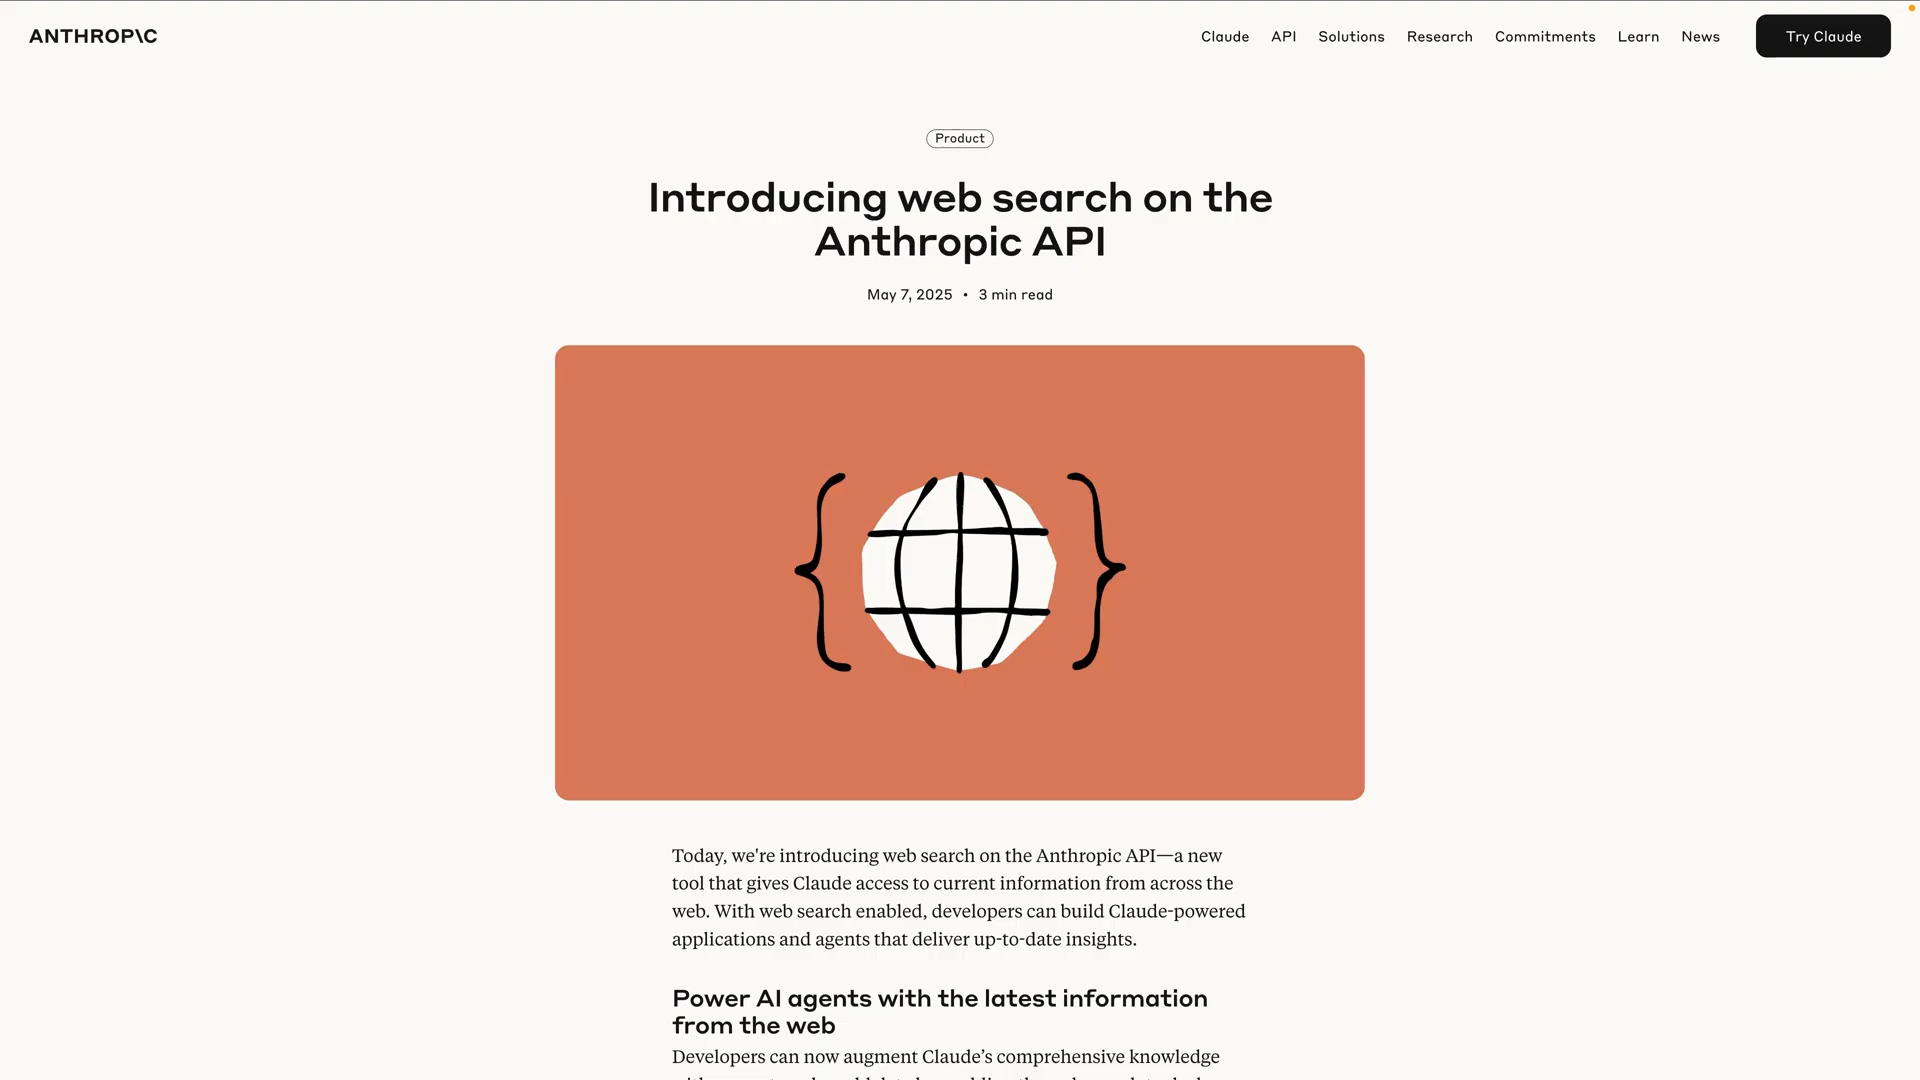 ANTHROP\C
Claude API Solutions Research Commitments Learn News Try Claude
Product
Introducing web search on the
Anthropic API
May 7, 2025 • 3 min read
Today, we're introducing web search on the Anthropic API—a new
tool that gives Claude access to current information from across the
web. With web search enabled, developers can build Claude-powered
applications and agents that deliver up-to-date insights.
Power AI agents with the latest information
from the web
Developers can now augment Claude’s comprehensive knowledge